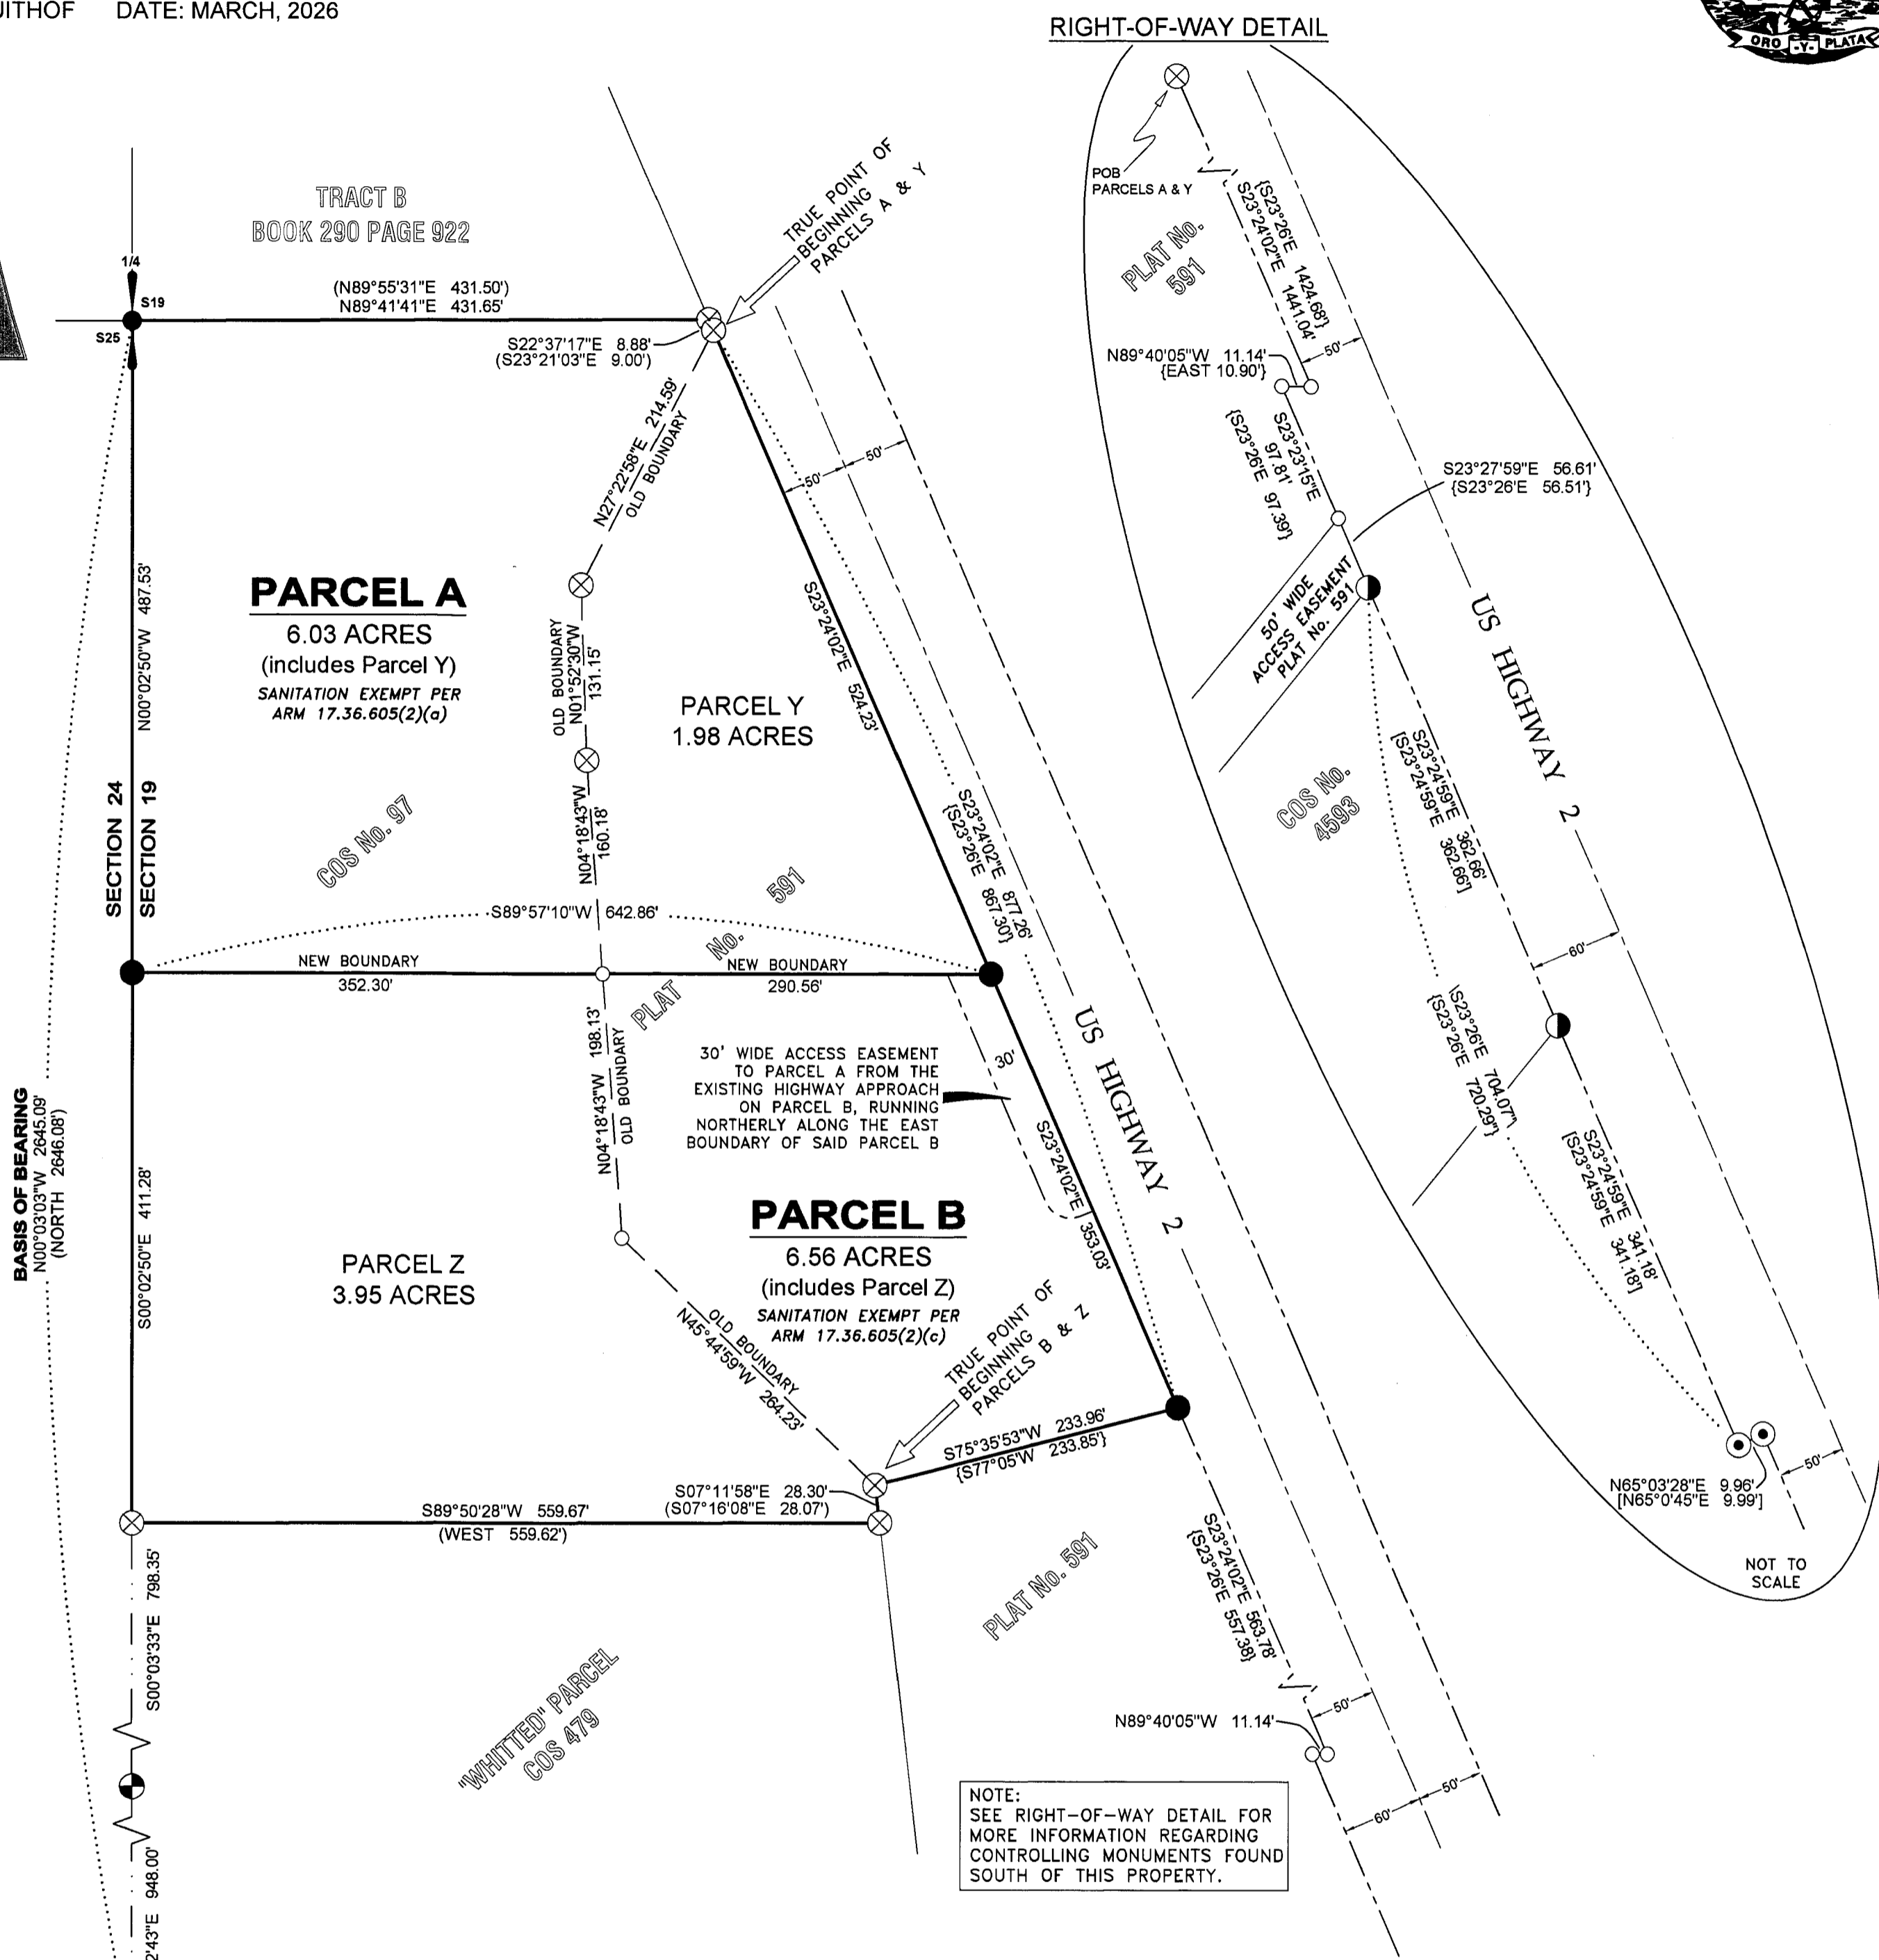 DATE: MARCH, 2026
RIGHT-OF-WAY DETAIL
ORO -Y- PLATA
TRACT B
BOOK 290 PAGE 922
1/4
S19
S25
(N89°55'31"E 431.50')
N89°41'41"E 431.65'
S22°37'17"E 8.88'
(S23°21'03"E 9.00')
TRUE POINT OF
BEGINNING
PARCELS A & Y
N27°22'58"E 214.59'
OLD BOUNDARY
50'
50'
N00°02'50"W 487.53'
PARCEL A
6.03 ACRES
(includes Parcel Y)
SANITATION EXEMPT PER
ARM 17.36.605(2)(a)
OLD BOUNDARY
N01°52'30"W
131.15'
PARCEL Y
1.98 ACRES
S23°24'02"E 524.23'
N04°18'43"W
160.18'
SECTION 24
SECTION 19
COS No. 97
PLAT No. 591
S23°24'02"E 877.26'
{S23°26'E 867.30'}
S89°57'10"W 642.86'
NEW BOUNDARY
352.30'
NEW BOUNDARY
290.56'
N04°18'43"W 198.13'
OLD BOUNDARY
30' WIDE ACCESS EASEMENT
TO PARCEL A FROM THE
EXISTING HIGHWAY APPROACH
ON PARCEL B, RUNNING
NORTHERLY ALONG THE EAST
BOUNDARY OF SAID PARCEL B
30'
US HIGHWAY 2
S23°24'02"E 353.03'
BASIS OF BEARING
N00°03'03"W 2645.09'
(NORTH 2646.08')
S00°02'50"E 411.28'
PARCEL Z
3.95 ACRES
PARCEL B
6.56 ACRES
(includes Parcel Z)
SANITATION EXEMPT PER
ARM 17.36.605(2)(c)
OLD BOUNDARY
N45°44'59"W 264.23'
TRUE POINT OF
BEGINNING
PARCELS B & Z
S75°35'53"W 233.96'
{S77°05'W 233.85'}
S07°11'58"E 28.30'
(S07°16'08"E 28.07')
S89°50'28"W 559.67'
(WEST 559.62')
S00°03'33"E 798.35'
948.00'
"WHITTED" PARCEL
COS 479
PLAT No. 591
S23°24'02"E 563.78'
{S23°26'E 557.38'}
N89°40'05"W 11.14'
50'
60'
50'
NOTE:
SEE RIGHT-OF-WAY DETAIL FOR
MORE INFORMATION REGARDING
CONTROLLING MONUMENTS FOUND
SOUTH OF THIS PROPERTY.
POB
PARCELS A & Y
PLAT No.
591
{S23°26'E 1424.68'}
S23°24'02"E 1441.04'
50'
N89°40'05"W 11.14'
{EAST 10.90'}
S23°23'15"E
97.81'
{S23°26'E 97.39'}
S23°27'59"E 56.61'
{S23°26'E 56.51'}
50' WIDE
ACCESS EASEMENT
PLAT No. 591
US HIGHWAY 2
COS No.
4593
S23°24'59"E 362.66'
[S23°24'59"E 362.66']
60'
\S23°26'E 704.07'\
{S23°26'E 720.29'}
S23°24'59"E 341.18'
[S23°24'59"E 341.18']
50'
N65°03'28"E 9.96'
[N65°0'45"E 9.99']
NOT TO
SCALE